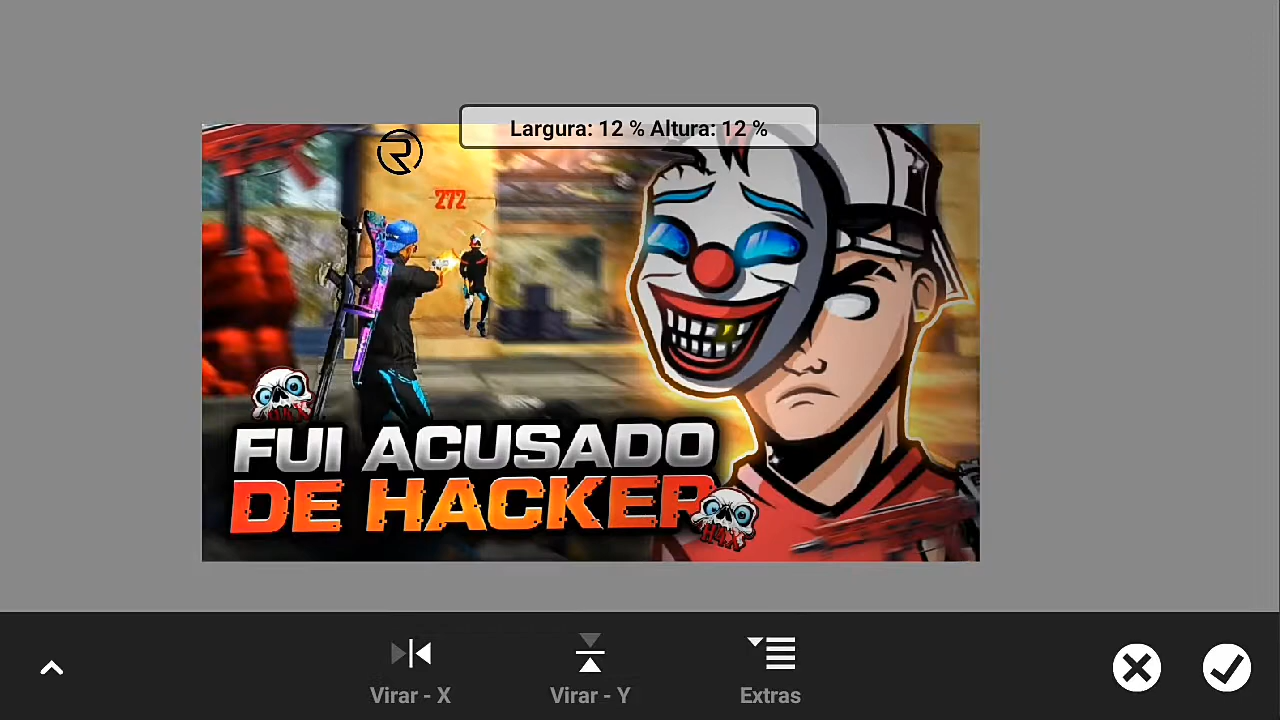 Largura: 12 % Altura: 12 %
272
FUI ACUSADO
DE HACKER
Virar - X
Virar - Y
Extras